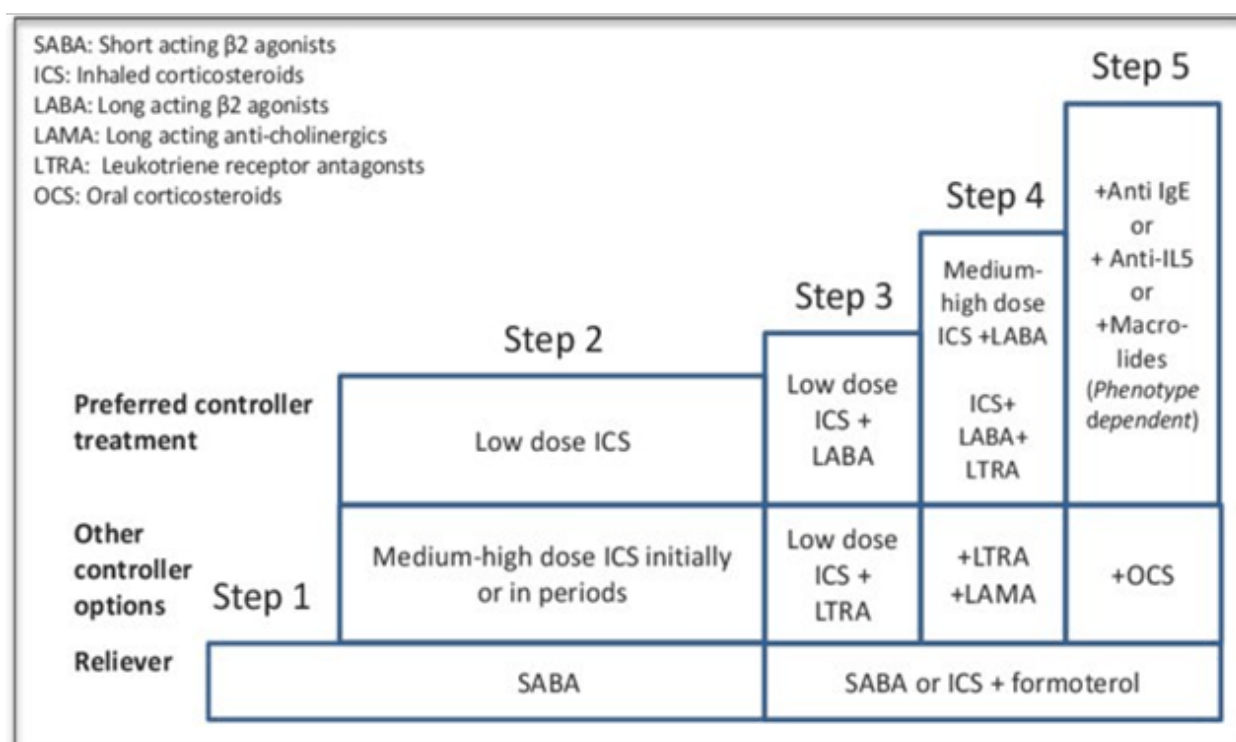 SABA: Short acting β2 agonists
ICS: Inhaled corticosteroids
LABA: Long acting β2 agonists
LAMA: Long acting anti-cholinergics
LTRA: Leukotriene receptor antagonsts
OCS: Oral corticosteroids
Step 5
+Anti IgE
or
+ Anti-IL5
or
+Macro-
lides
(Phenotype
dependent)
Step 4
Medium-
high dose
ICS +LABA
ICS+
LABA+
LTRA
Step 3
Low dose
ICS +
LABA
Step 2
Low dose ICS
Preferred controller
treatment
Other
controller
options
Medium-high dose ICS initially
or in periods
Low dose
ICS +
LTRA
+LTRA
+LAMA
+OCS
Step 1
Reliever
SABA
SABA or ICS + formoterol